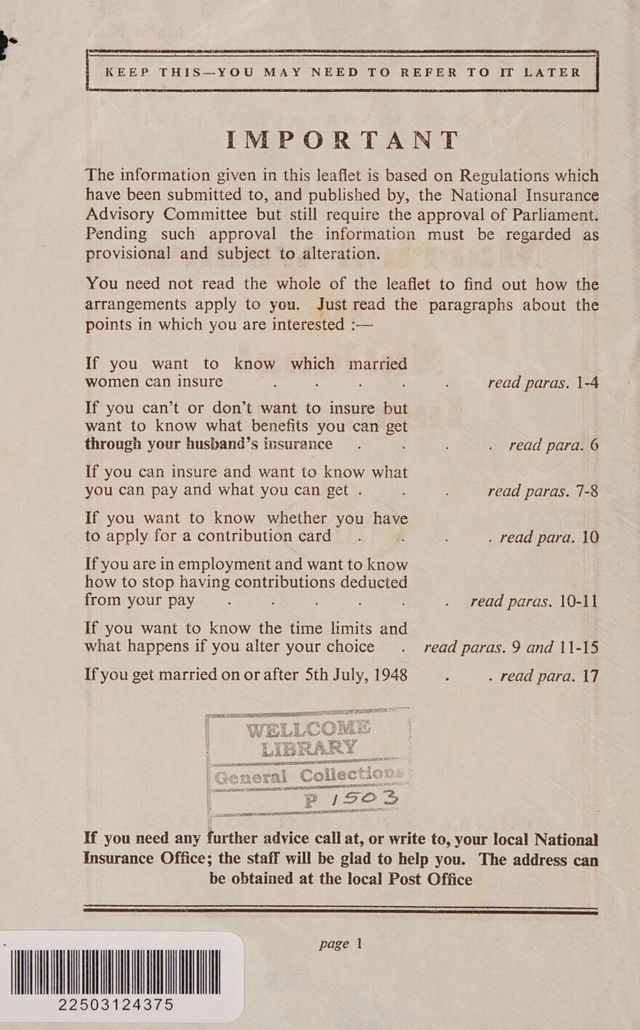 KEEP THIS—YOU MAY NEED TO REFER TO IT LATER
IMPORTANT
The information given in this leaflet is based on Regulations which
have been submitted to, and published by, the National Insurance
Advisory Committee but still require the approval of Parliament.
Pending such approval the information must be regarded as
provisional and subject to alteration.
You need not read the whole of the leaflet to find out how the
arrangements apply to you. Just read the paragraphs about the
points in which you are interested :—
If you want to know which married
women can insure . . . . . read paras. 1-4
If you can't or don't want to insure but
want to know what benefits you can get
through your husband's insurance . . . . read para. 6
If you can insure and want to know what
you can pay and what you can get . . . read paras. 7-8
If you want to know whether you have
to apply for a contribution card . . . . read para. 10
If you are in employment and want to know
how to stop having contributions deducted
from your pay . . . . . . read paras. 10-11
If you want to know the time limits and
what happens if you alter your choice . read paras. 9 and 11-15
If you get married on or after 5th July, 1948 . . read para. 17
WELLCOME
LIBRARY
General Collections
P 1503
If you need any further advice call at, or write to, your local National
Insurance Office; the staff will be glad to help you. The address can
be obtained at the local Post Office
page 1
22503124375